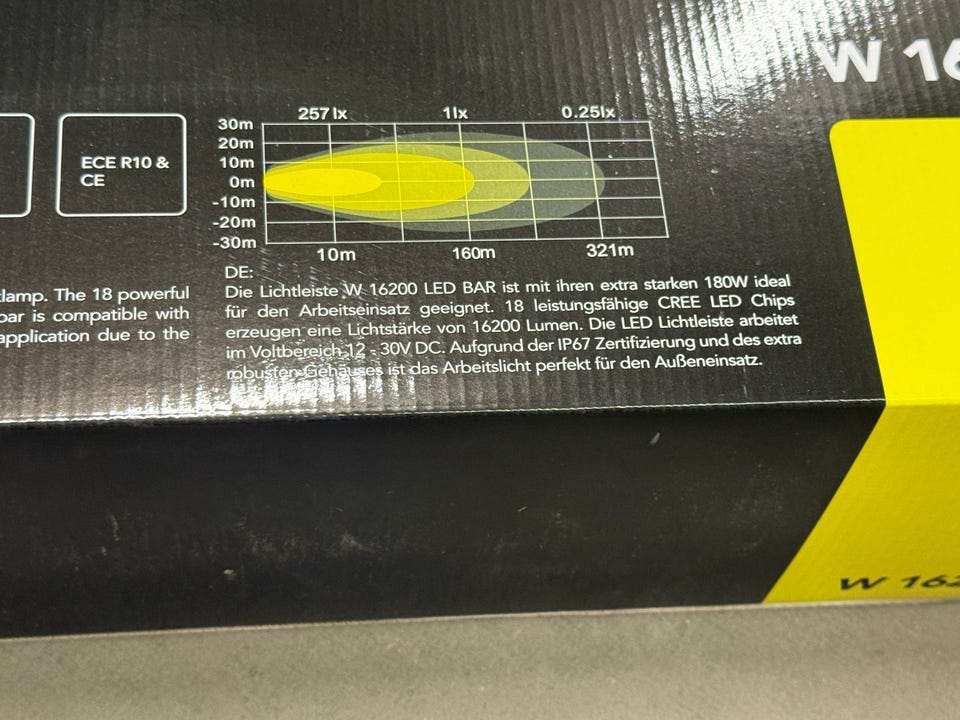 W 16
257 lx 1lx 0.25lx
30m
20m
10m
0m
-10m
-20m
-30m
10m 160m 321m
ECE R10 &
CE
lamp. The 18 powerful
bar is compatible with
application due to the
DE:
Die Lichtleiste W 16200 LED BAR ist mit ihren extra starken 180W ideal
für den Arbeitseinsatz geeignet. 18 leistungsfähige CREE LED Chips
erzeugen eine Lichtstärke von 16200 Lumen. Die LED Lichtleiste arbeitet
im Voltbereich 12 - 30V DC. Aufgrund der IP67 Zertifizierung und des extra
robusten Gehäuses ist das Arbeitslicht perfekt für den Außeneinsatz.
W 162